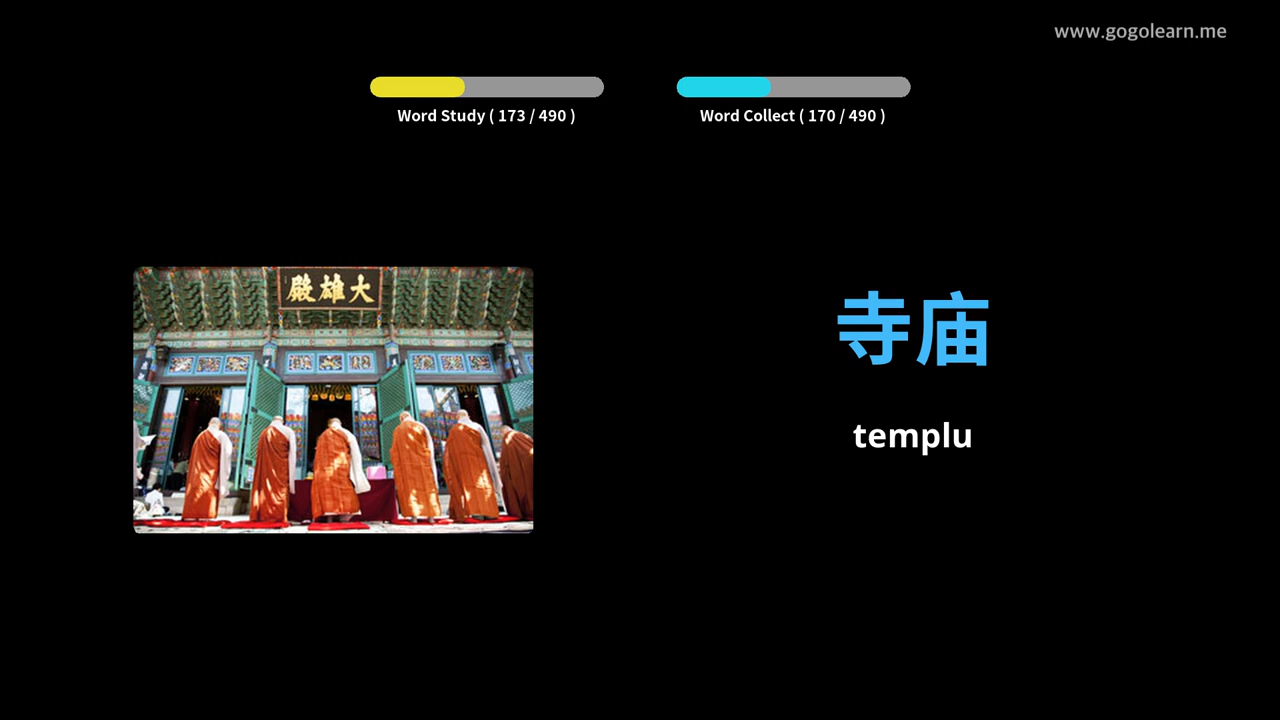 www.gogolearn.me
Word Study ( 173 / 490 )
Word Collect ( 170 / 490 )
殿雄大
寺庙
templu